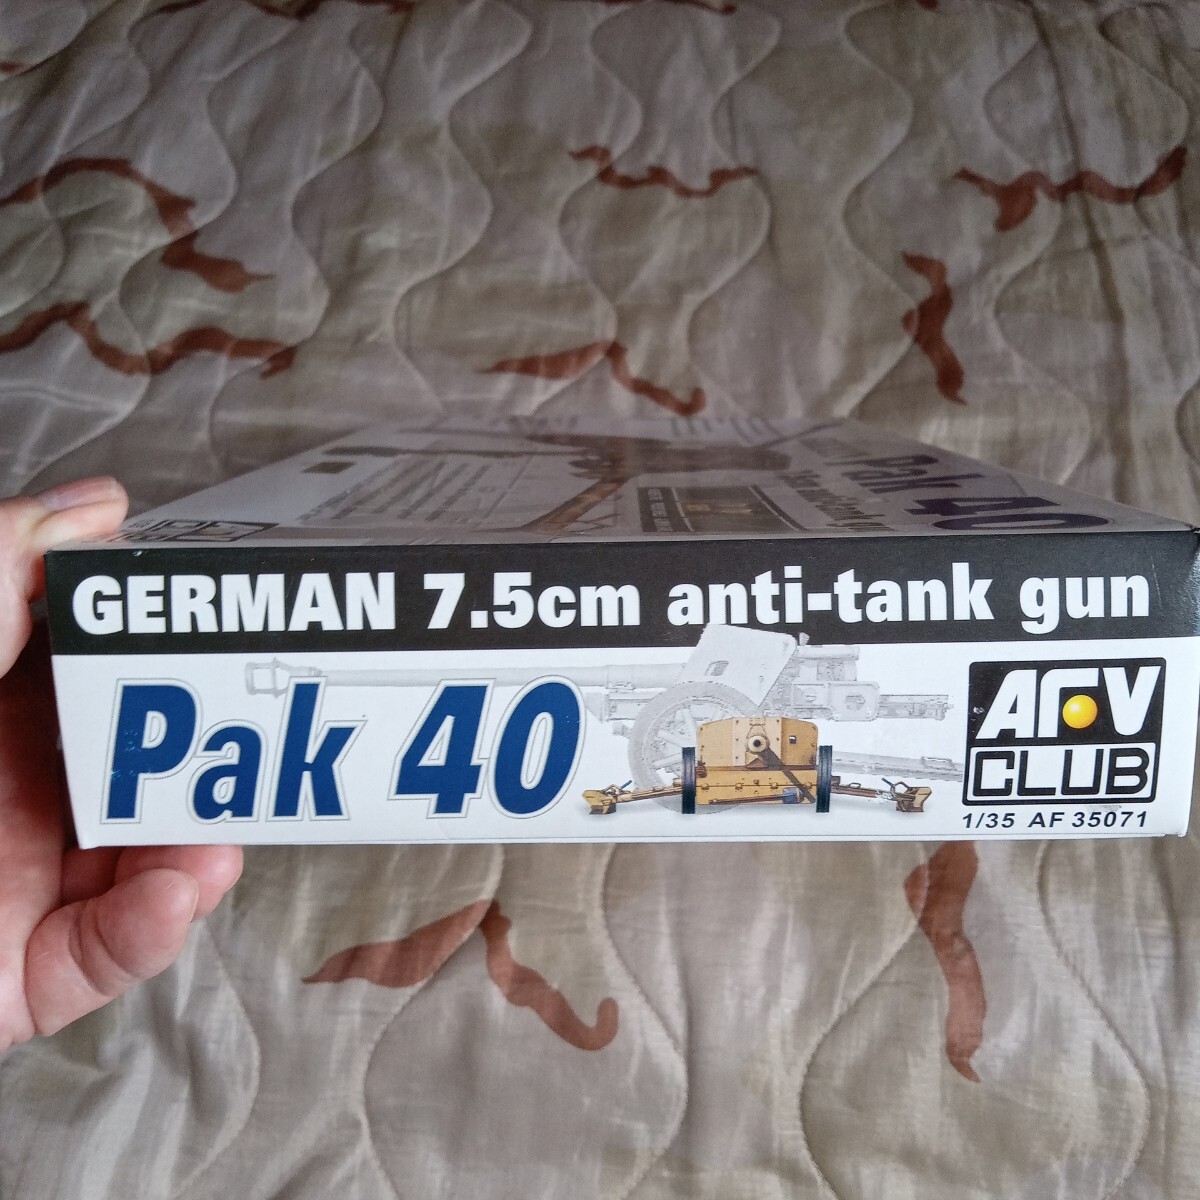 Pak 40
GERMAN 7.5cm anti-tank gun
Pak 40
AFV
CLUB
1/35 AF 35071